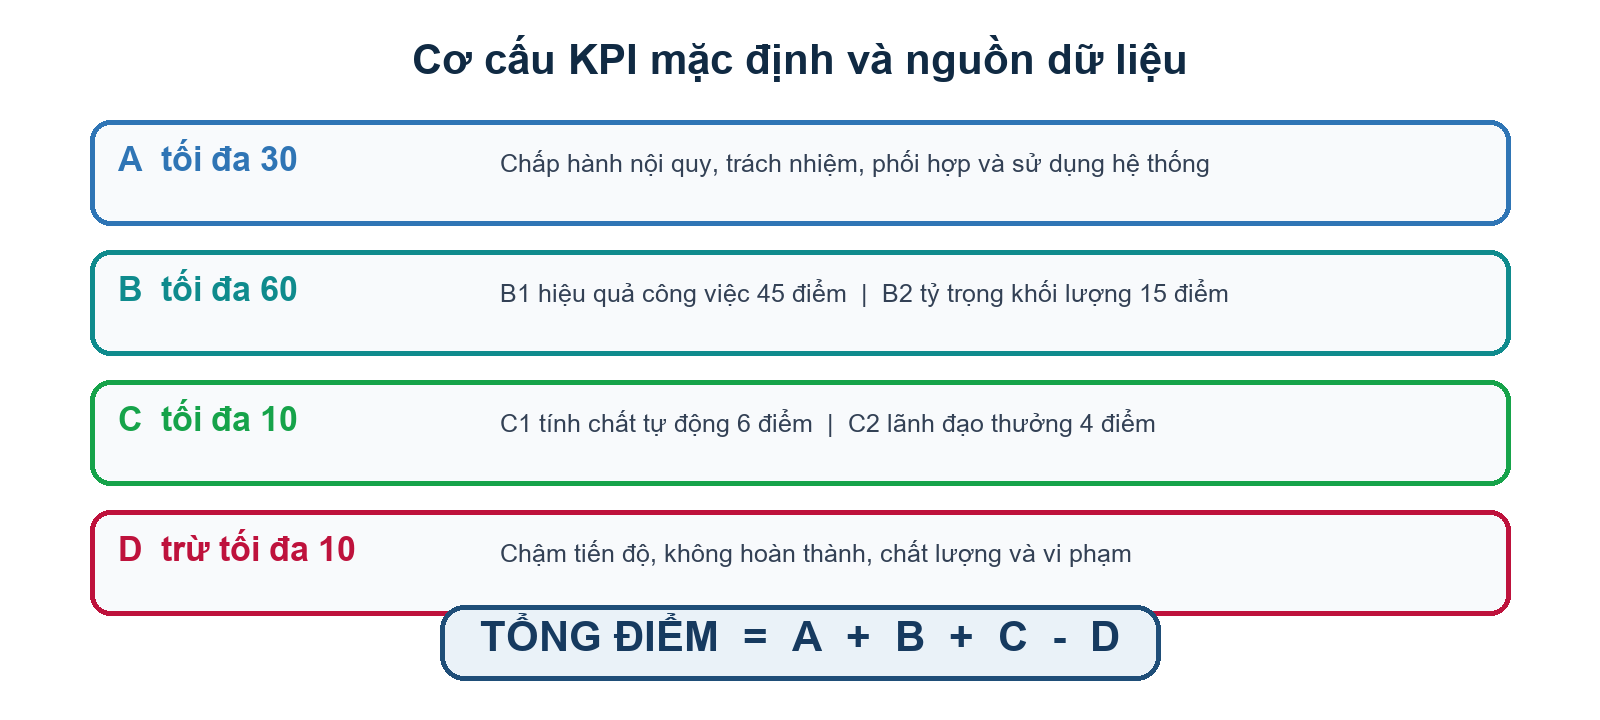 Cơ cấu KPI mặc định và nguồn dữ liệu
A tối đa 30
Chấp hành nội quy, trách nhiệm, phối hợp và sử dụng hệ thống
B tối đa 60
B1 hiệu quả công việc 45 điểm | B2 tỷ trọng khối lượng 15 điểm
C tối đa 10
C1 tính chất tự động 6 điểm | C2 lãnh đạo thưởng 4 điểm
D trừ tối đa 10
Chậm tiến độ, không hoàn thành, chất lượng và vi phạm
TỔNG ĐIỂM = A + B + C - D